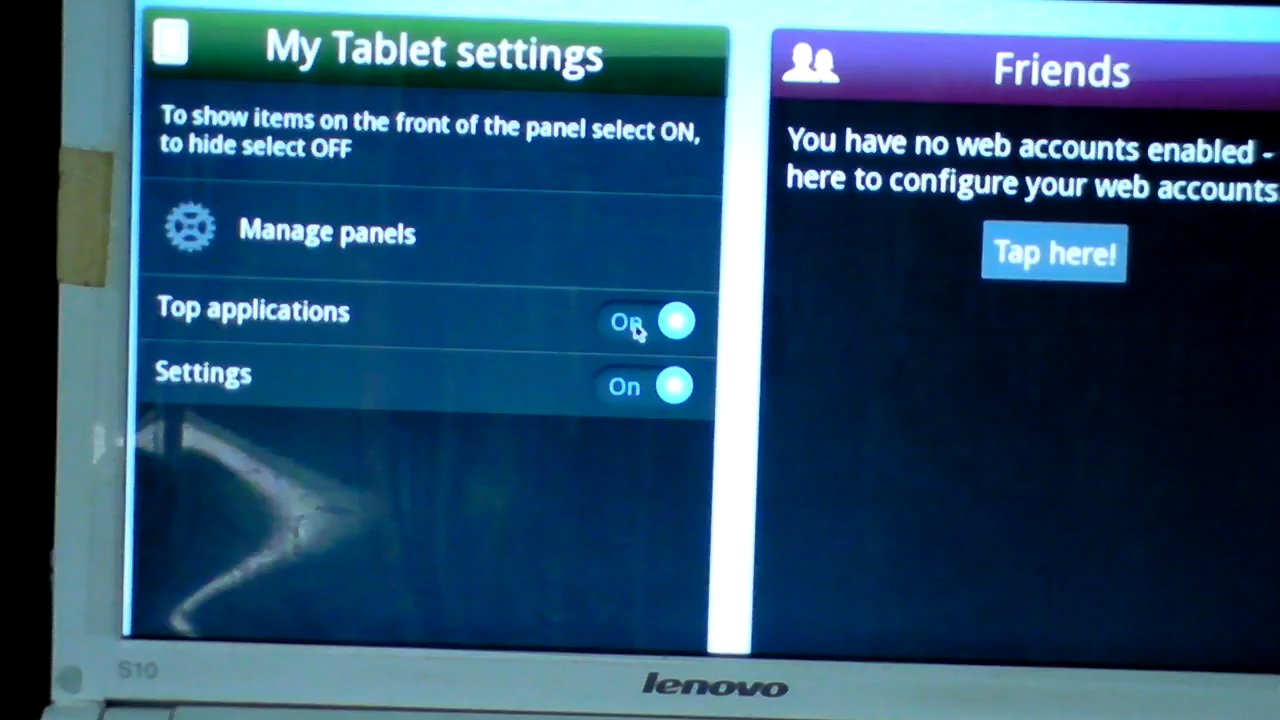 My Tablet settings
To show items on the front of the panel select ON,
to hide select OFF
Manage panels
Top applications
On
Settings
On
Friends
You have no web accounts enabled -
here to configure your web accounts
Tap here!
S10
lenovo